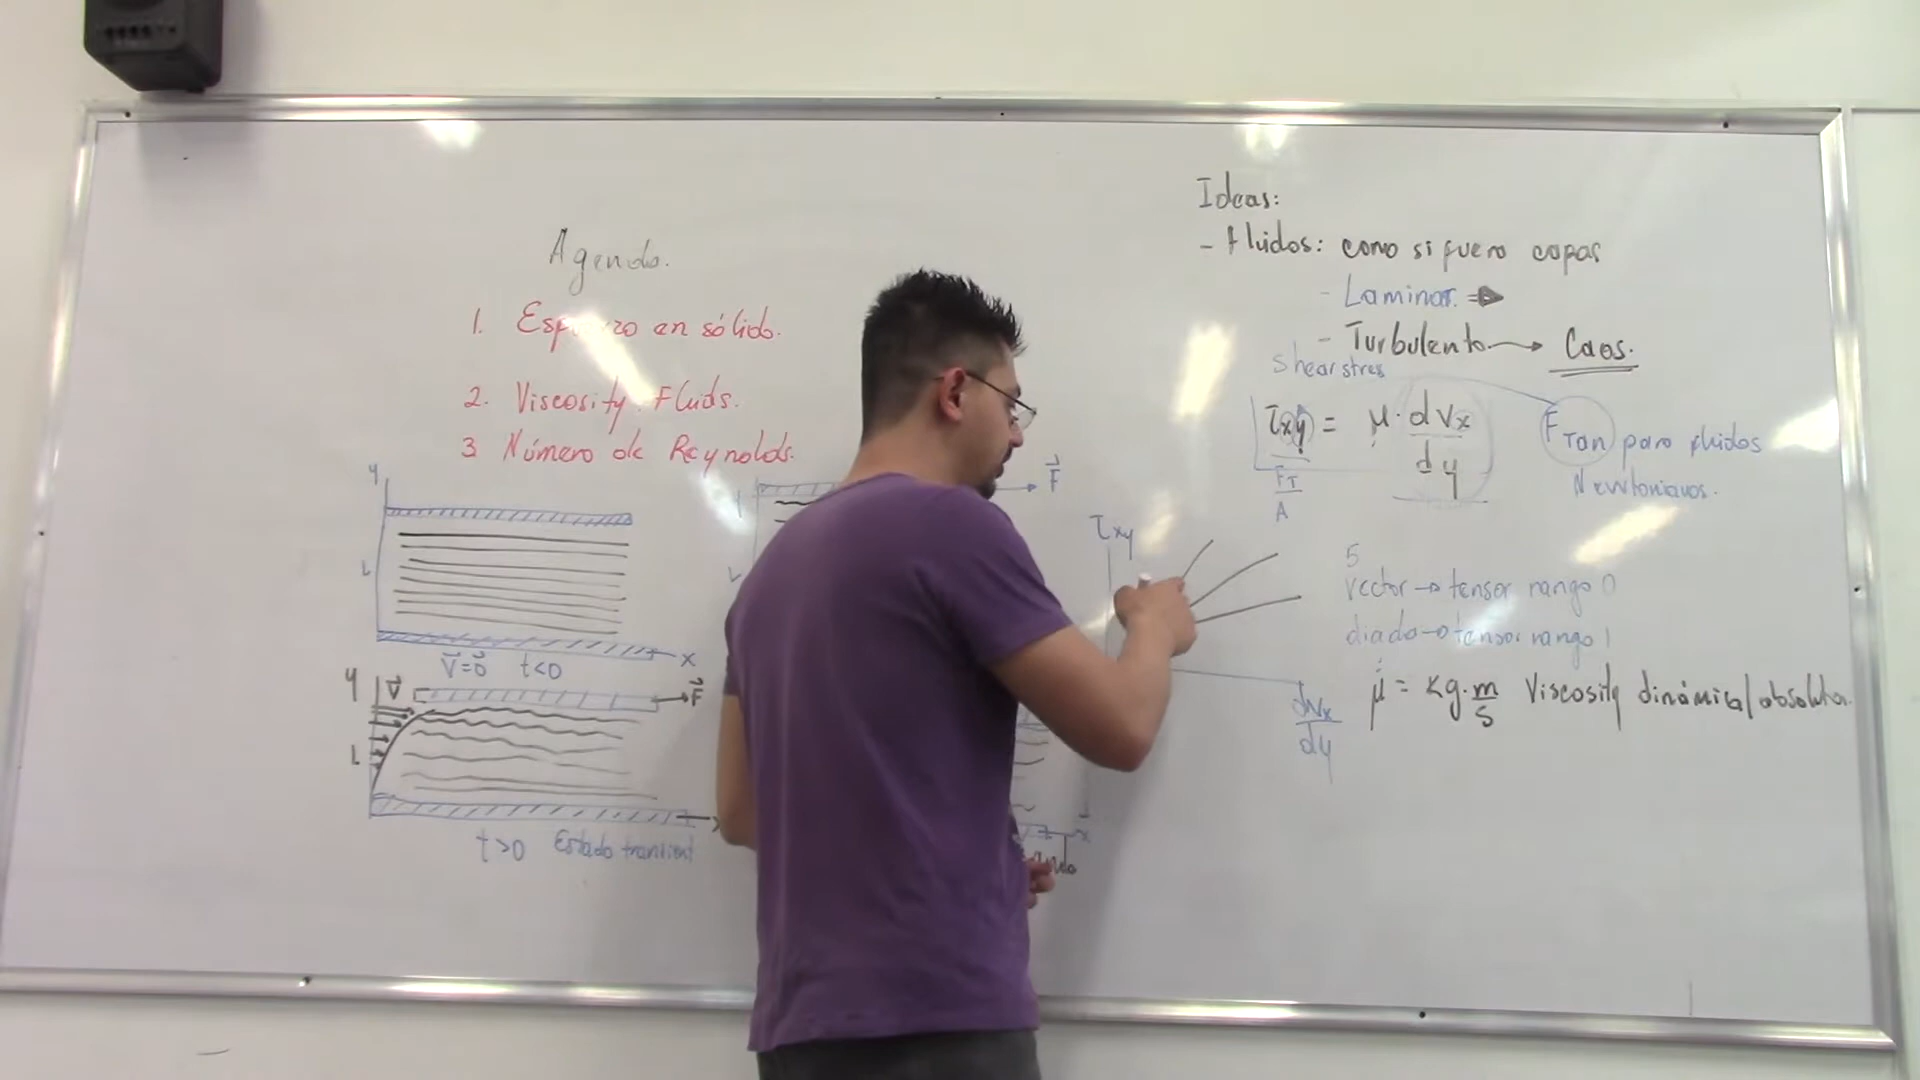 Agenda.
1. Esfuerzo en sólido.
2. Viscosity Fluids.
3 Número de Reynolds.
y
L
x
V=0 t<0
y
V
F
L
t>0 Estado transient
F
x
Ideas:
- Fluidos: como si fuera capas
- Laminar. ⇒
- Turbulento → Caos.
shear stres
τxy = μ · dVx
dy
FT
A
FTan para fluidos
Newtonianos.
τxy
dVx
dy
5
vector → tensor rango 0
diada → tensor rango 1
μ = kg·m
s
Viscosity dinámica/absoluta.